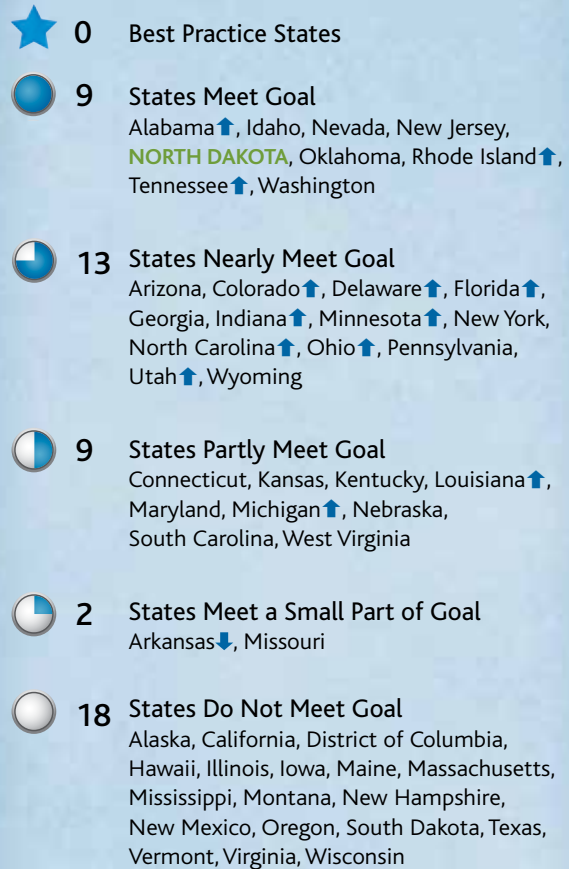 0 Best Practice States
9 States Meet Goal
Alabama⬆, Idaho, Nevada, New Jersey,
NORTH DAKOTA, Oklahoma, Rhode Island⬆,
Tennessee⬆, Washington
13 States Nearly Meet Goal
Arizona, Colorado⬆, Delaware⬆, Florida⬆,
Georgia, Indiana⬆, Minnesota⬆, New York,
North Carolina⬆, Ohio⬆, Pennsylvania,
Utah⬆, Wyoming
9 States Partly Meet Goal
Connecticut, Kansas, Kentucky, Louisiana⬆,
Maryland, Michigan⬆, Nebraska,
South Carolina, West Virginia
2 States Meet a Small Part of Goal
Arkansas⬇, Missouri
18 States Do Not Meet Goal
Alaska, California, District of Columbia,
Hawaii, Illinois, Iowa, Maine, Massachusetts,
Mississippi, Montana, New Hampshire,
New Mexico, Oregon, South Dakota, Texas,
Vermont, Virginia, Wisconsin